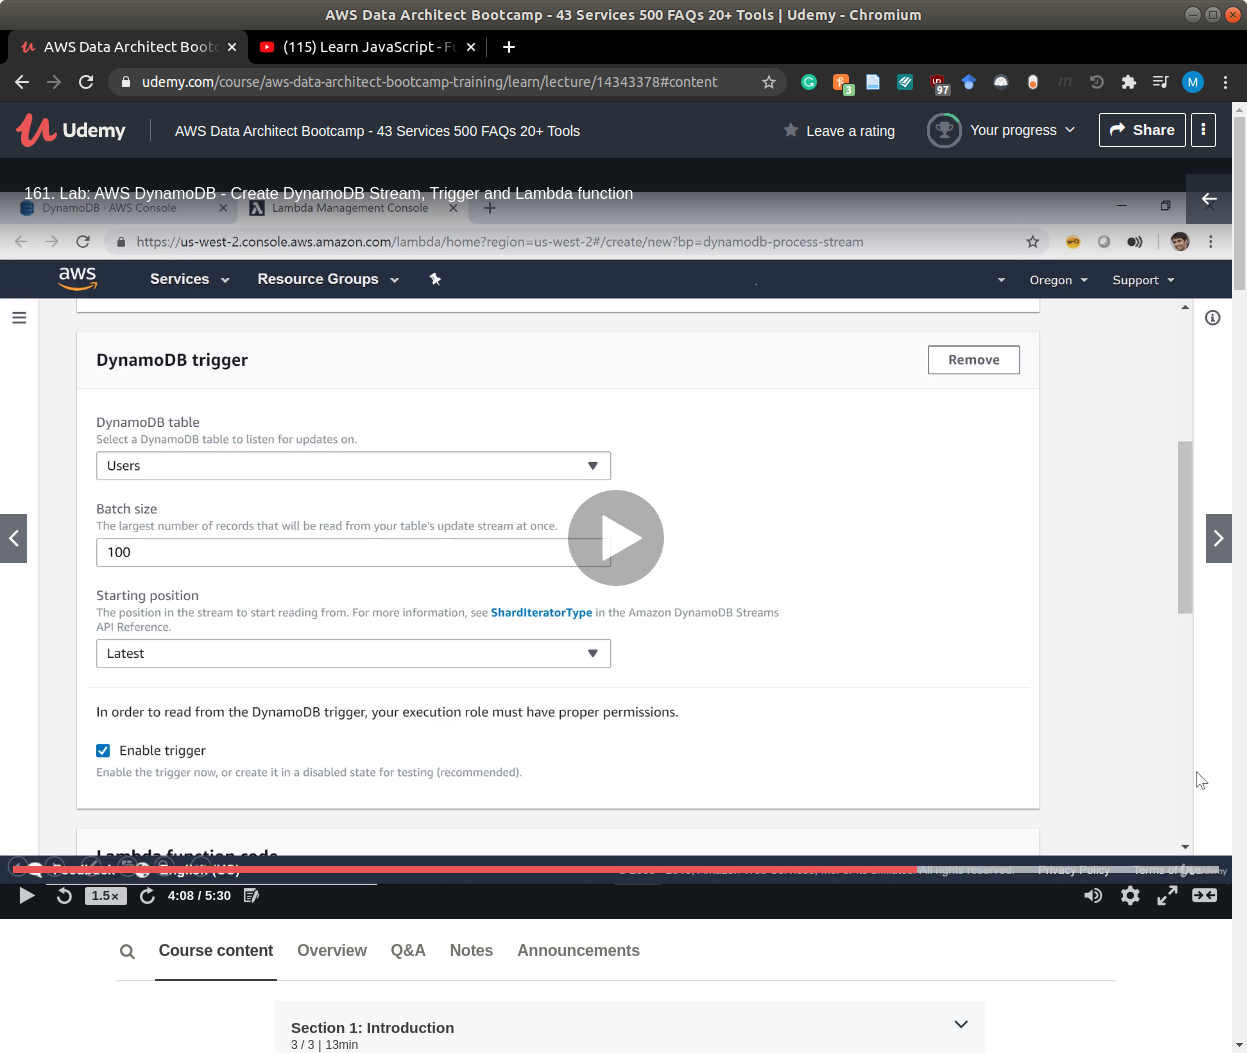 AWS Data Architect Bootcamp - 43 Services 500 FAQs 20+ Tools | Udemy - Chromium
AWS Data Architect Bootc
(115) Learn JavaScript - Fu
udemy.com/course/aws-data-architect-bootcamp-training/learn/lecture/14343378#content
3
97
M
Udemy
AWS Data Architect Bootcamp - 43 Services 500 FAQs 20+ Tools
Leave a rating
Your progress
Share
161. Lab: AWS DynamoDB - Create DynamoDB Stream, Trigger and Lambda function
DynamoDB · AWS Console
Lambda Management Console
https://us-west-2.console.aws.amazon.com/lambda/home?region=us-west-2#/create/new?bp=dynamodb-process-stream
aws
Services
Resource Groups
Oregon
Support
DynamoDB trigger
Remove
DynamoDB table
Select a DynamoDB table to listen for updates on.
Users
Batch size
The largest number of records that will be read from your table's update stream at once.
100
Starting position
The position in the stream to start reading from. For more information, see ShardIteratorType in the Amazon DynamoDB Streams
API Reference.
Latest
In order to read from the DynamoDB trigger, your execution role must have proper permissions.
Enable trigger
Enable the trigger now, or create it in a disabled state for testing (recommended).
Lambda function code
Feedback
English (US)
All rights reserved.
Privacy Policy
Terms of
Udemy
1.5×
4:08 / 5:30
Course content
Overview
Q&A
Notes
Announcements
Section 1: Introduction
3 / 3 | 13min